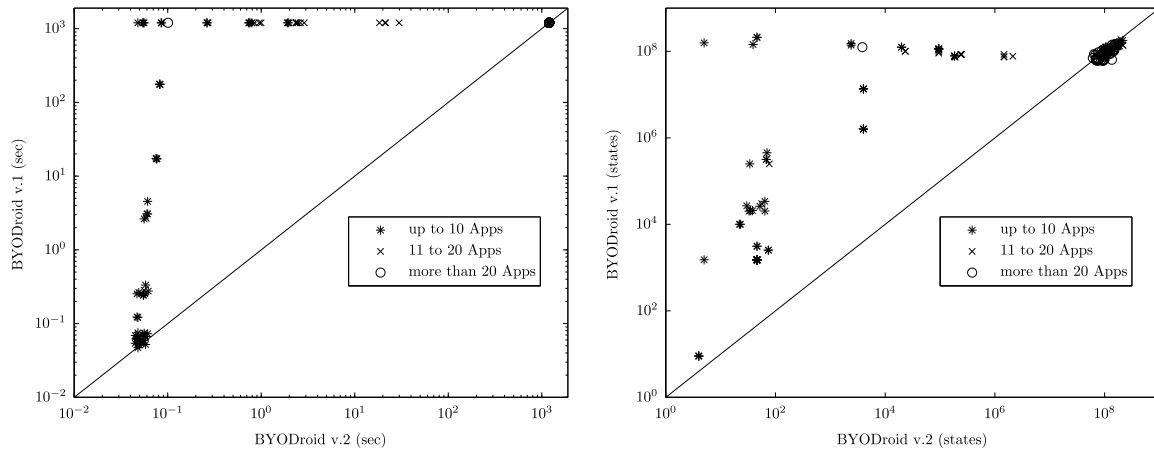 BYODroid v.1 (sec)
10^3
10^2
10^1
10^0
10^−1
10^−2
up to 10 Apps
11 to 20 Apps
more than 20 Apps
10^−2 10^−1 10^0 10^1 10^2 10^3
BYODroid v.2 (sec)
BYODroid v.1 (states)
10^8
10^6
10^4
10^2
10^0
up to 10 Apps
11 to 20 Apps
more than 20 Apps
10^0 10^2 10^4 10^6 10^8
BYODroid v.2 (states)